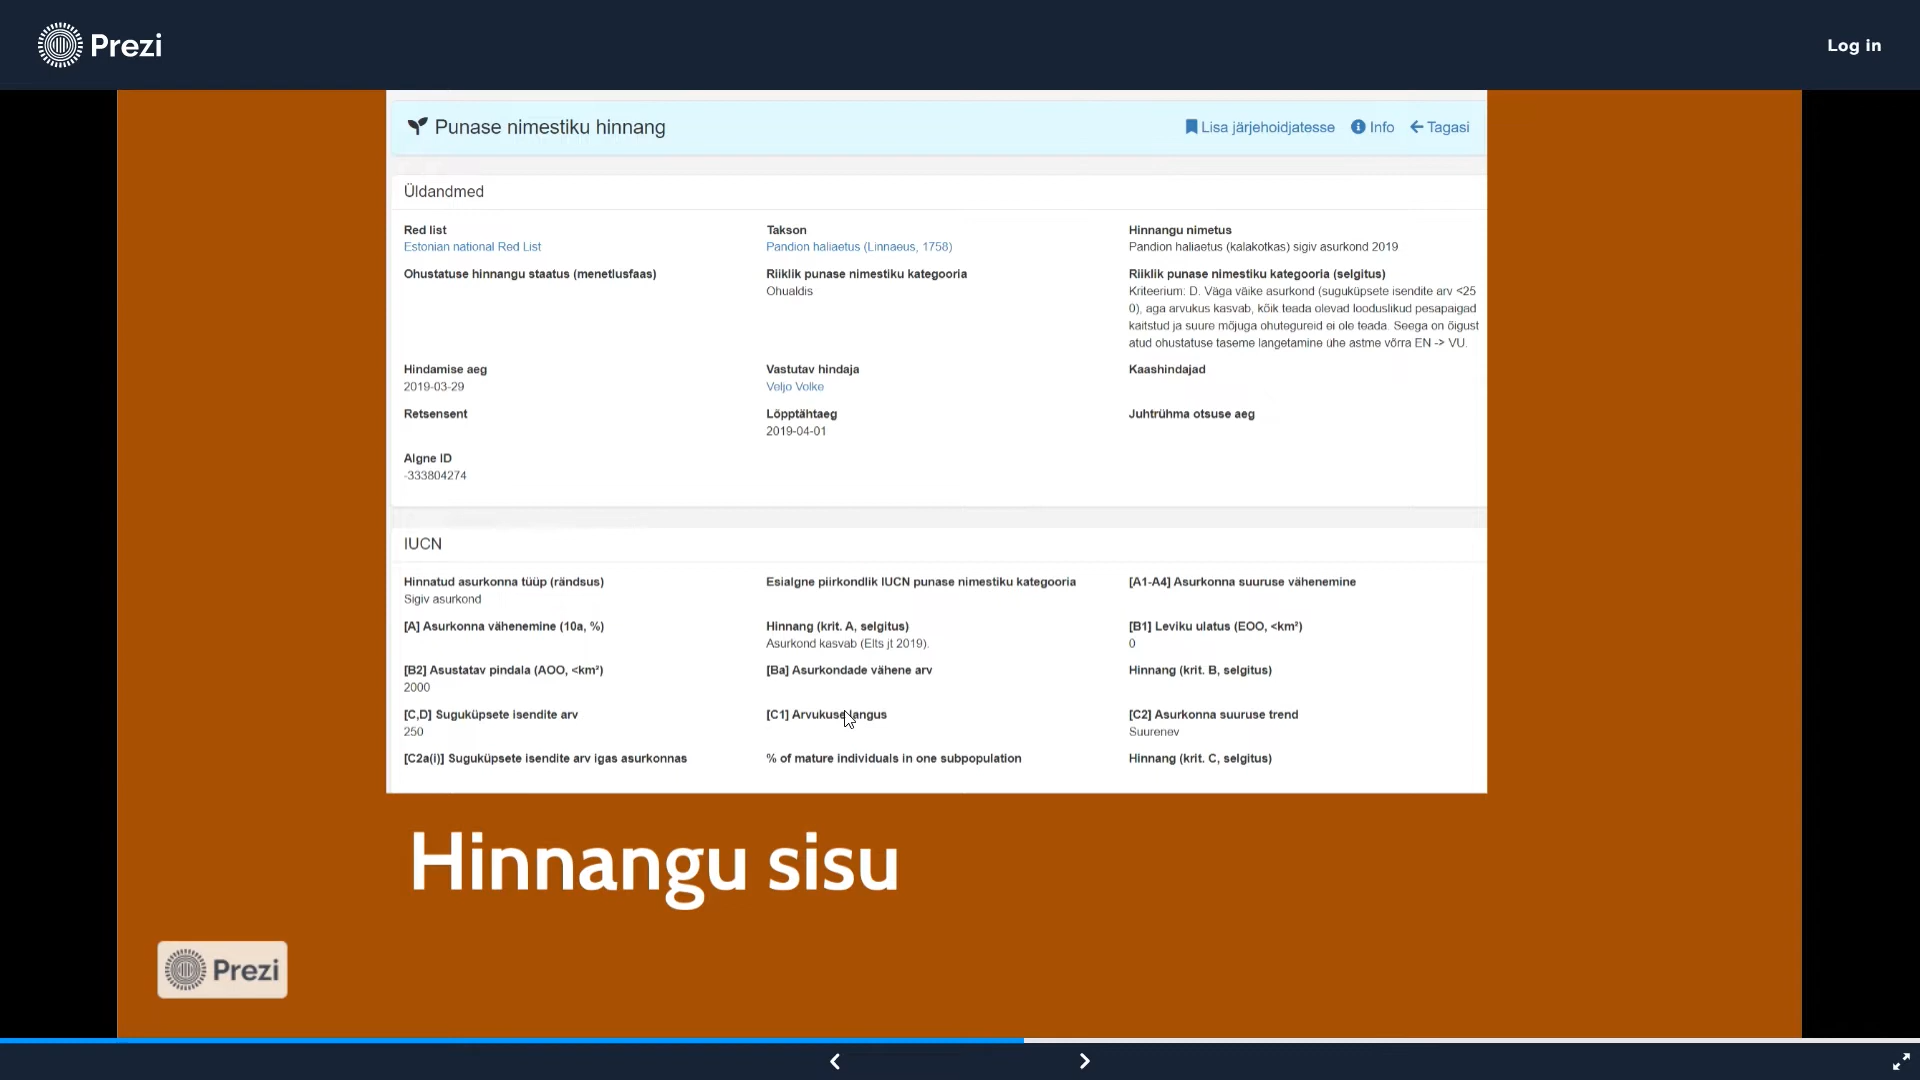 Prezi
Log in
Punase nimestiku hinnang
Lisa järjehoidjatesse Info Tagasi
Üldandmed
Red list Takson Hinnangu nimetus
Estonian national Red List Pandion haliaetus (Linnaeus, 1758) Pandion haliaetus (kalakotkas) sigiv asurkond 2019
Ohustatuse hinnangu staatus (menetlusfaas) Riiklik punase nimestiku kategooria Riiklik punase nimestiku kategooria (selgitus)
Ohualdis Kriteerium: D. Väga väike asurkond (suguküpsete isendite arv <25
0), aga arvukus kasvab, kõik teada olevad looduslikud pesapaigad
kaitstud ja suure mõjuga ohutegureid ei ole teada. Seega on õigust
atud ohustatuse taseme langetamine ühe astme võrra EN -> VU.
Hindamise aeg Vastutav hindaja Kaashindajad
2019-03-29 Veljo Volke
Retsensent Lõpptähtaeg Juhtrühma otsuse aeg
2019-04-01
Algne ID
-333804274
IUCN
Hinnatud asurkonna tüüp (rändsus) Esialgne piirkondlik IUCN punase nimestiku kategooria [A1-A4] Asurkonna suuruse vähenemine
Sigiv asurkond
[A] Asurkonna vähenemine (10a, %) Hinnang (krit. A, selgitus) [B1] Leviku ulatus (EOO, <km²)
Asurkond kasvab (Elts jt 2019). 0
[B2] Asustatav pindala (AOO, <km²) [Ba] Asurkondade vähene arv Hinnang (krit. B, selgitus)
2000
[C,D] Suguküpsete isendite arv [C1] Arvukuse langus [C2] Asurkonna suuruse trend
250 Suurenev
[C2a(i)] Suguküpsete isendite arv igas asurkonnas % of mature individuals in one subpopulation Hinnang (krit. C, selgitus)
Hinnangu sisu
Prezi